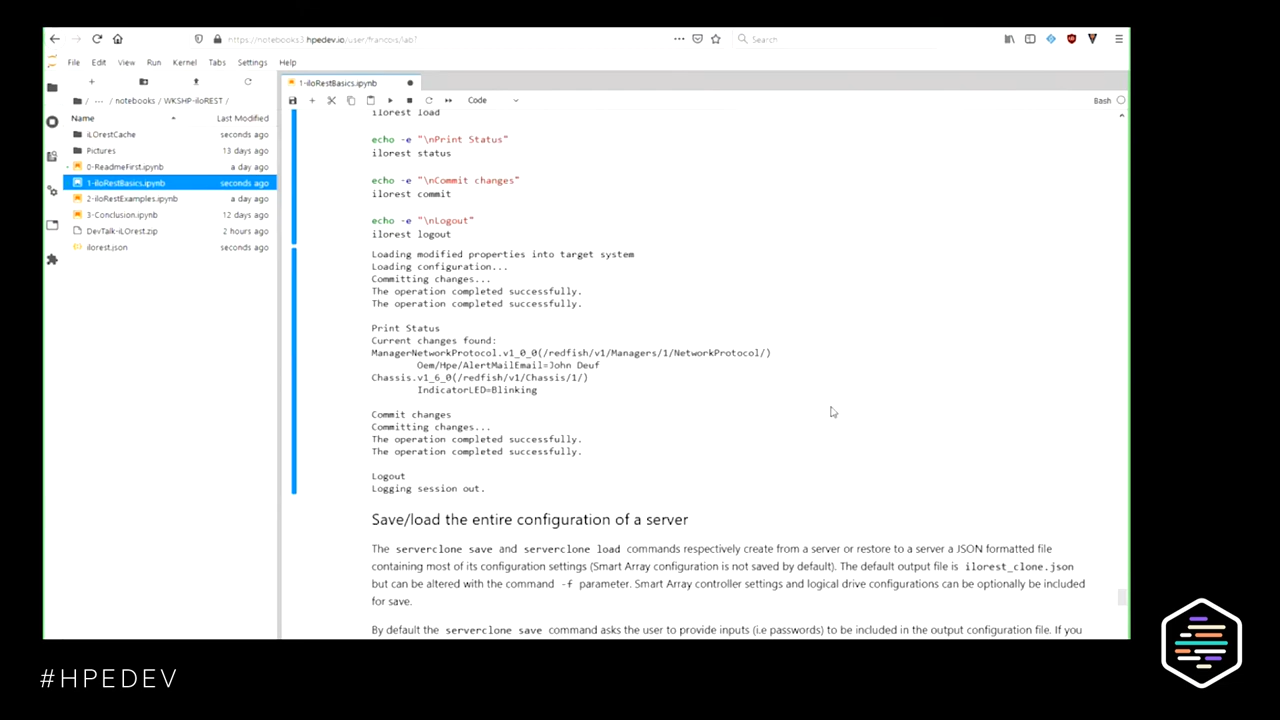 https://notebooks3.hpedev.io/user/francois/lab?
Search
File Edit View Run Kernel Tabs Settings Help
1-iloRestBasics.ipynb
/ ··· / notebooks / WKSHP-iloREST /
Code
Bash
Name Last Modified
iLOrestCache seconds ago
Pictures 13 days ago
0-ReadmeFirst.ipynb a day ago
1-iloRestBasics.ipynb seconds ago
2-iloRestExamples.ipynb a day ago
3-Conclusion.ipynb 12 days ago
DevTalk-iLOrest.zip 2 hours ago
ilorest.json seconds ago
ilorest load
echo -e "\nPrint Status"
ilorest status
echo -e "\nCommit changes"
ilorest commit
echo -e "\nLogout"
ilorest logout
Loading modified properties into target system
Loading configuration...
Committing changes...
The operation completed successfully.
The operation completed successfully.
Print Status
Current changes found:
ManagerNetworkProtocol.v1_0_0(/redfish/v1/Managers/1/NetworkProtocol/)
Oem/Hpe/AlertMailEmail=John Deuf
Chassis.v1_6_0(/redfish/v1/Chassis/1/)
IndicatorLED=Blinking
Commit changes
Committing changes...
The operation completed successfully.
The operation completed successfully.
Logout
Logging session out.
Save/load the entire configuration of a server
The serverclone save and serverclone load commands respectively create from a server or restore to a server a JSON formatted file
containing most of its configuration settings (Smart Array configuration is not saved by default). The default output file is ilorest_clone.json
but can be altered with the command -f parameter. Smart Array controller settings and logical drive configurations can be optionally be included
for save.
By default the serverclone save command asks the user to provide inputs (i.e passwords) to be included in the output configuration file. If you
#HPEDEV